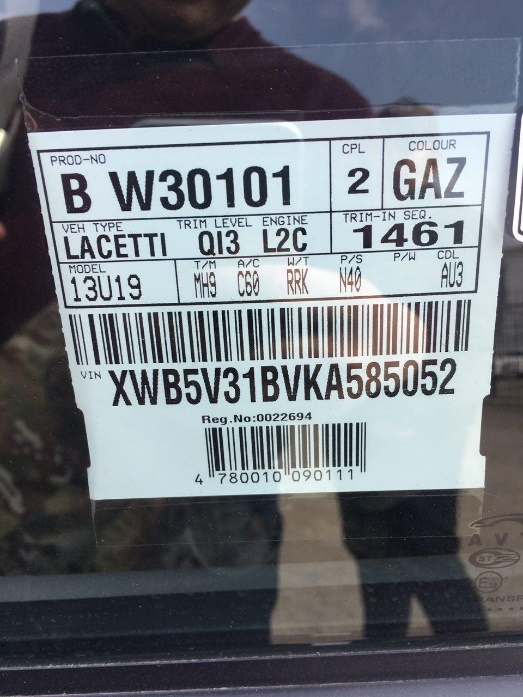 PROD-NO CPL COLOUR
B W30101 2 GAZ
VEH TYPE TRIM LEVEL ENGINE TRIM-IN SEQ.
LACETTI QI3 L2C 1461
MODEL T/M A/C W/T P/S P/W CDL
13U19 MH9 C60 RRK N40 AU3
VIN XWB5V31BVKA585052
Reg.No:0022694
4 780010 090111